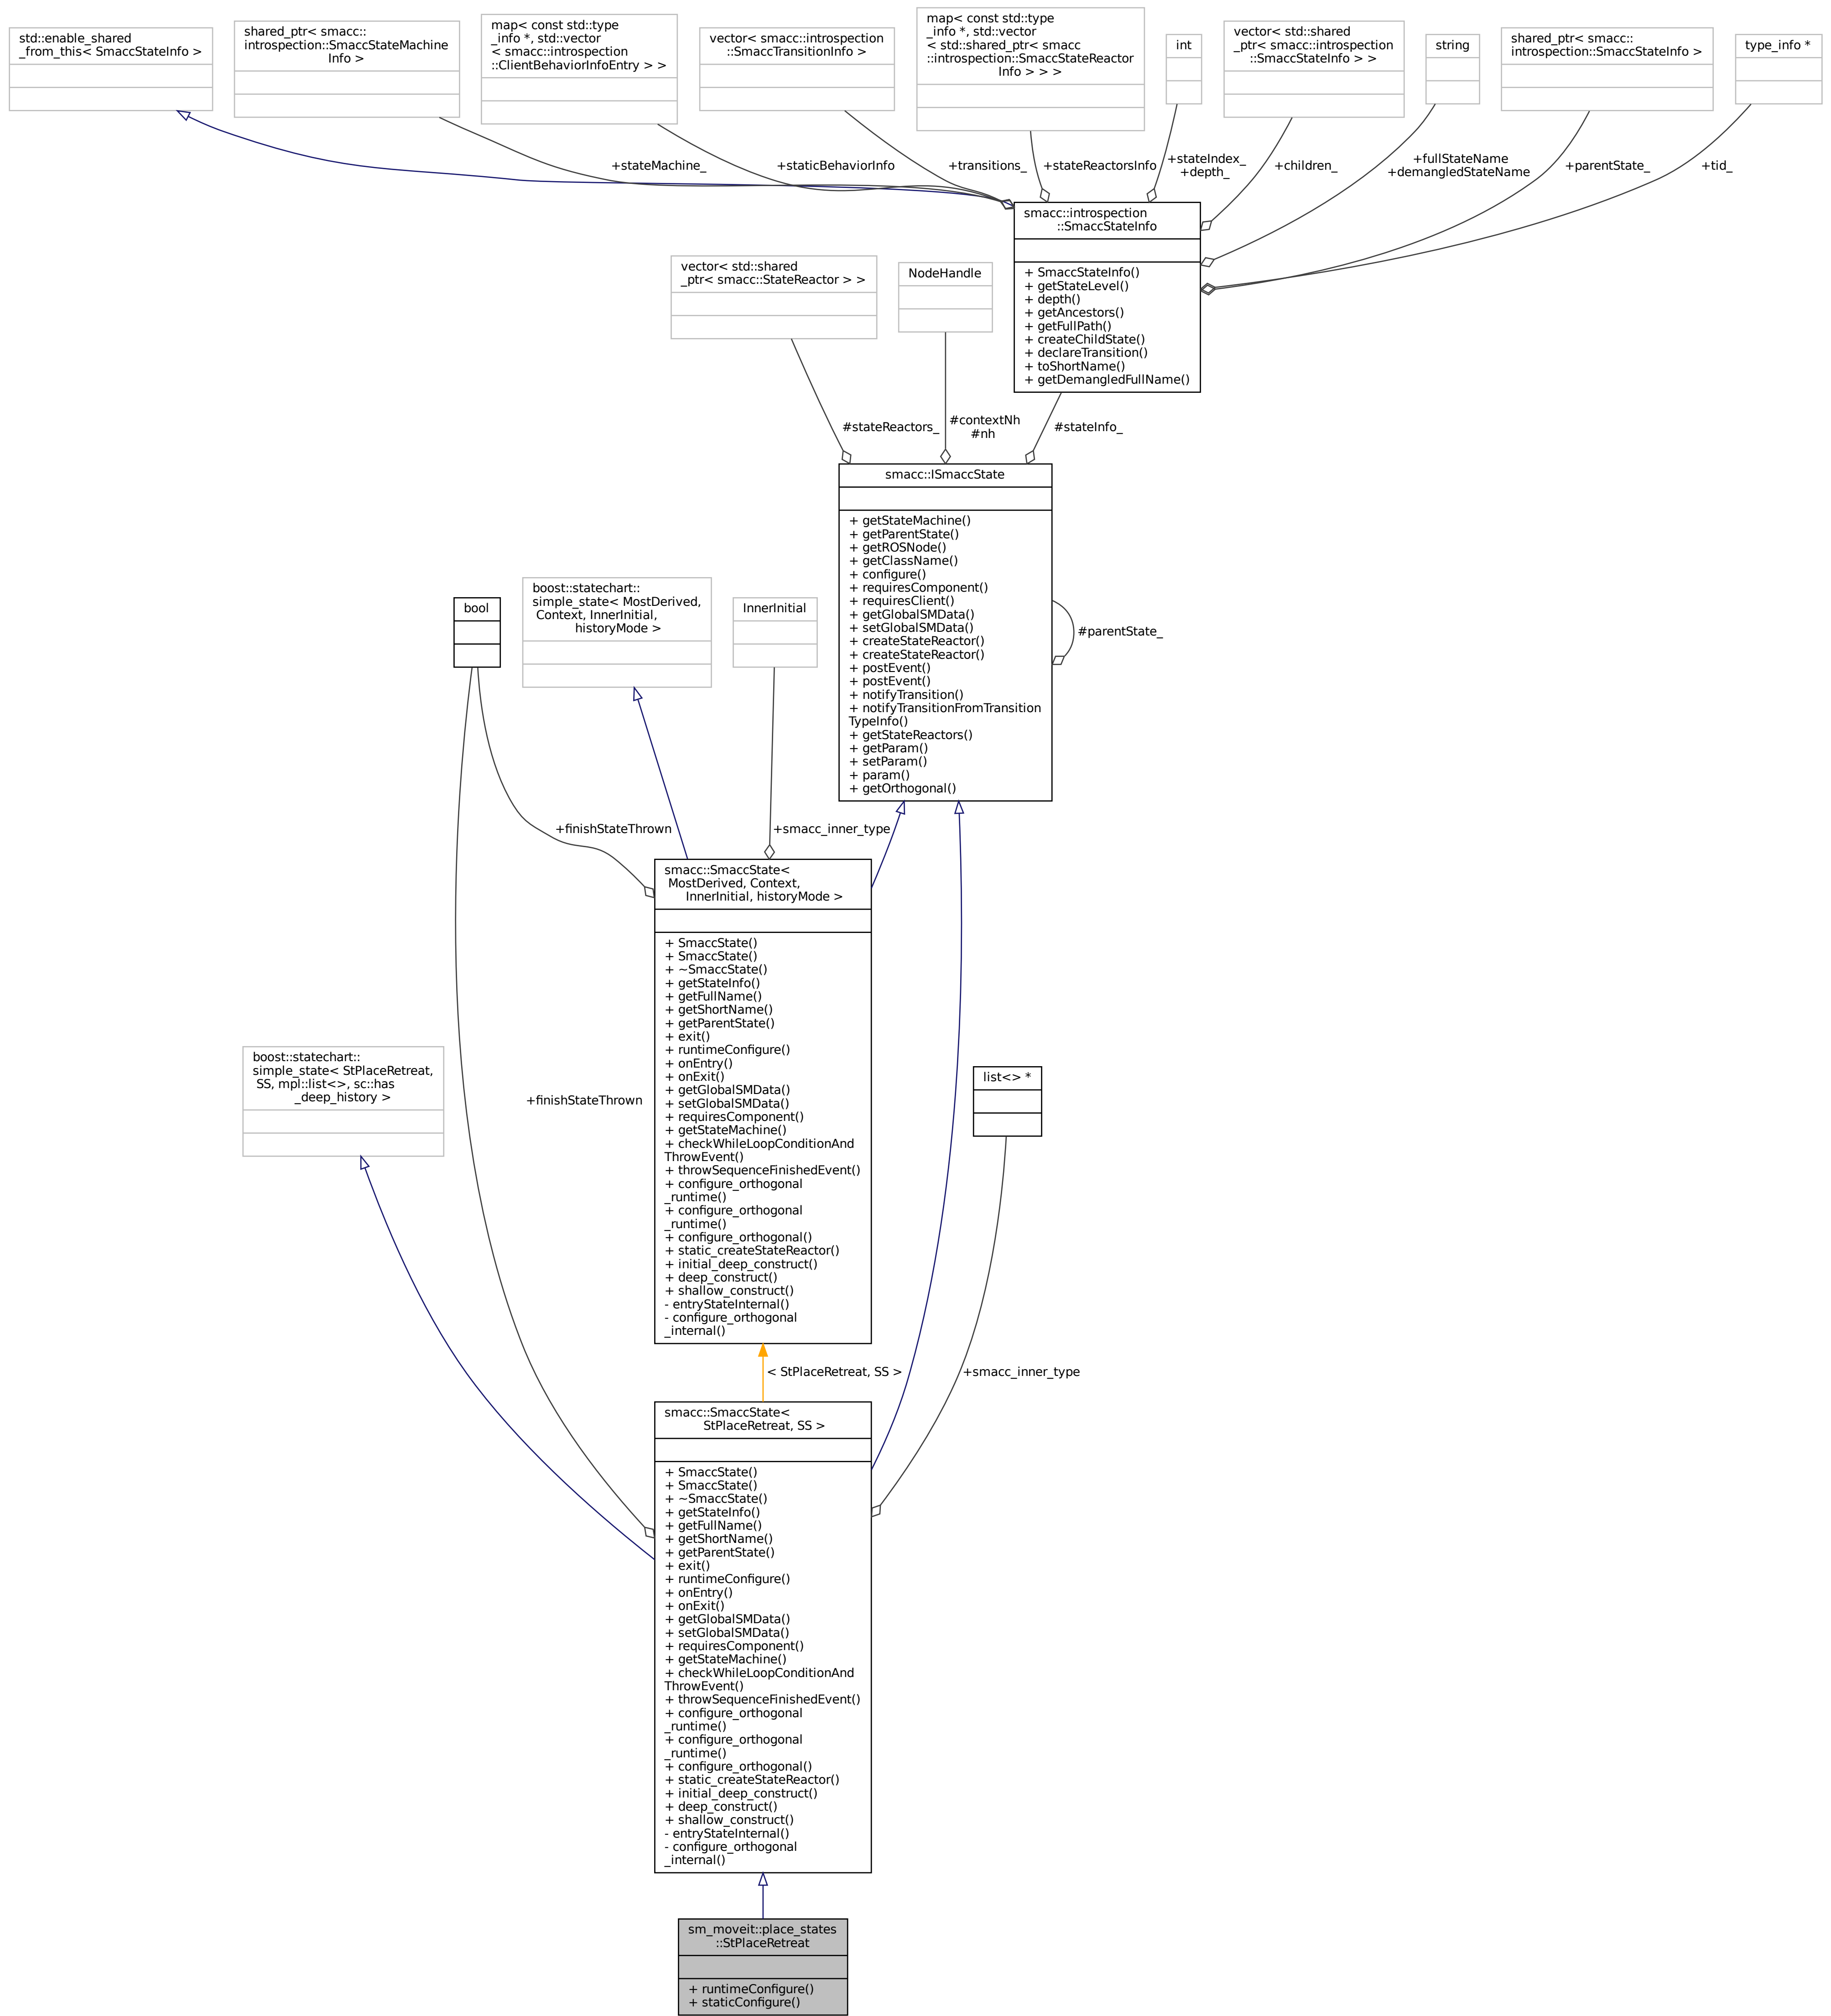 std::enable_shared
_from_this< SmaccStateInfo >
shared_ptr< smacc::
introspection::SmaccStateMachine
Info >
map< const std::type
_info *, std::vector
< smacc::introspection
::ClientBehaviorInfoEntry > >
vector< smacc::introspection
::SmaccTransitionInfo >
map< const std::type
_info *, std::vector
< std::shared_ptr< smacc
::introspection::SmaccStateReactor
Info > > >
int
vector< std::shared
_ptr< smacc::introspection
::SmaccStateInfo > >
string
shared_ptr< smacc::
introspection::SmaccStateInfo >
type_info *
+stateMachine_
+staticBehaviorInfo
+transitions_
+stateReactorsInfo
+stateIndex_
+depth_
+children_
+fullStateName
+demangledStateName
+parentState_
+tid_
smacc::introspection
::SmaccStateInfo
+ SmaccStateInfo()
+ getStateLevel()
+ depth()
+ getAncestors()
+ getFullPath()
+ createChildState()
+ declareTransition()
+ toShortName()
+ getDemangledFullName()
vector< std::shared
_ptr< smacc::StateReactor > >
NodeHandle
#stateReactors_
#contextNh
#nh
#stateInfo_
smacc::ISmaccState
+ getStateMachine()
+ getParentState()
+ getROSNode()
+ getClassName()
+ configure()
+ requiresComponent()
+ requiresClient()
+ getGlobalSMData()
+ setGlobalSMData()
+ createStateReactor()
+ createStateReactor()
+ postEvent()
+ postEvent()
+ notifyTransition()
+ notifyTransitionFromTransition
TypeInfo()
+ getStateReactors()
+ getParam()
+ setParam()
+ param()
+ getOrthogonal()
#parentState_
bool
boost::statechart::
simple_state< MostDerived,
Context, InnerInitial,
historyMode >
InnerInitial
+finishStateThrown
+smacc_inner_type
smacc::SmaccState<
MostDerived, Context,
InnerInitial, historyMode >
+ SmaccState()
+ SmaccState()
+ ~SmaccState()
+ getStateInfo()
+ getFullName()
+ getShortName()
+ getParentState()
+ exit()
+ runtimeConfigure()
+ onEntry()
+ onExit()
+ getGlobalSMData()
+ setGlobalSMData()
+ requiresComponent()
+ getStateMachine()
+ checkWhileLoopConditionAnd
ThrowEvent()
+ throwSequenceFinishedEvent()
+ configure_orthogonal
_runtime()
+ configure_orthogonal
_runtime()
+ configure_orthogonal()
+ static_createStateReactor()
+ initial_deep_construct()
+ deep_construct()
+ shallow_construct()
- entryStateInternal()
- configure_orthogonal
_internal()
boost::statechart::
simple_state< StPlaceRetreat,
SS, mpl::list<>, sc::has
_deep_history >
+finishStateThrown
list<> *
< StPlaceRetreat, SS >
+smacc_inner_type
smacc::SmaccState<
StPlaceRetreat, SS >
+ SmaccState()
+ SmaccState()
+ ~SmaccState()
+ getStateInfo()
+ getFullName()
+ getShortName()
+ getParentState()
+ exit()
+ runtimeConfigure()
+ onEntry()
+ onExit()
+ getGlobalSMData()
+ setGlobalSMData()
+ requiresComponent()
+ getStateMachine()
+ checkWhileLoopConditionAnd
ThrowEvent()
+ throwSequenceFinishedEvent()
+ configure_orthogonal
_runtime()
+ configure_orthogonal
_runtime()
+ configure_orthogonal()
+ static_createStateReactor()
+ initial_deep_construct()
+ deep_construct()
+ shallow_construct()
- entryStateInternal()
- configure_orthogonal
_internal()
sm_moveit::place_states
::StPlaceRetreat
+ runtimeConfigure()
+ staticConfigure()